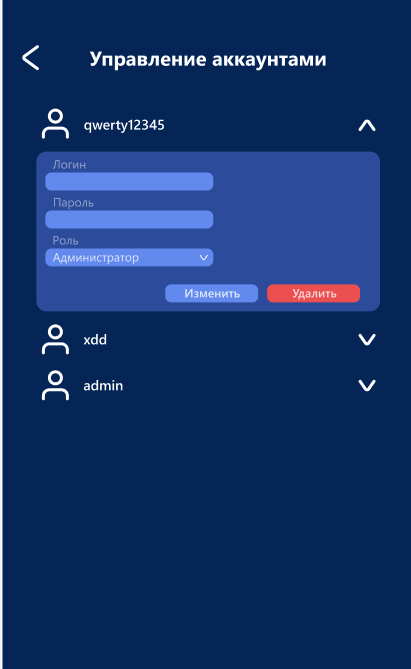 Управление аккаунтами
qwerty12345
Логин
Пароль
Роль
Администратор
Изменить Удалить
xdd
admin